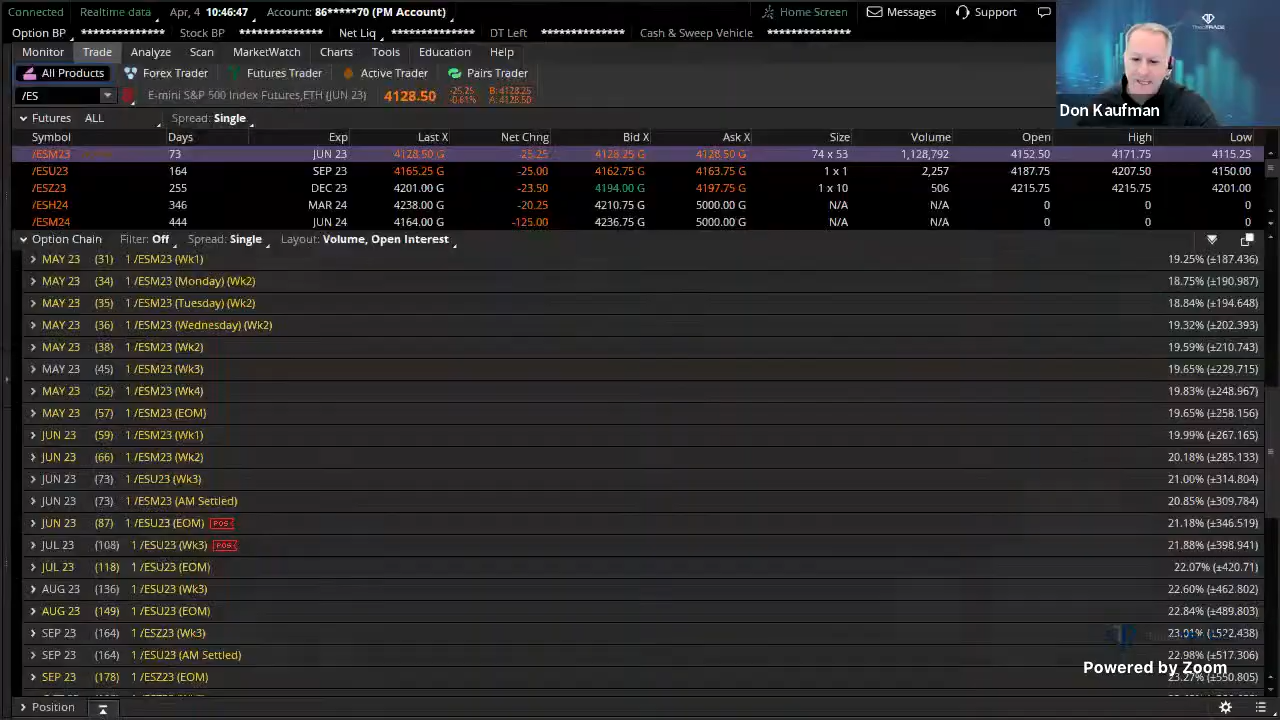 Connected Realtime data Apr, 4 10:46:47 Account: 86*****70 (PM Account) Home Screen Messages Support
Option BP ************** Stock BP ************** Net Liq ************** DT Left ************** Cash & Sweep Vehicle **************
Monitor Trade Analyze Scan MarketWatch Charts Tools Education Help
All Products Forex Trader Futures Trader Active Trader Pairs Trader
/ES E-mini S&P 500 Index Futures,ETH (JUN 23) 4128.50 -25.25 -0.61% B: 4128.25 A: 4128.50
Don Kaufman
Futures ALL Spread: Single
Symbol Days Exp Last X Net Chng Bid X Ask X Size Volume Open High Low
/ESM23 73 JUN 23 4128.50 G -25.25 4128.25 G 4128.50 G 74 x 53 1,128,792 4152.50 4171.75 4115.25
/ESU23 164 SEP 23 4165.25 G -25.00 4162.75 G 4163.75 G 1 x 1 2,257 4187.75 4207.50 4150.00
/ESZ23 255 DEC 23 4201.00 G -23.50 4194.00 G 4197.75 G 1 x 10 506 4215.75 4215.75 4201.00
/ESH24 346 MAR 24 4238.00 G -20.25 4210.75 G 5000.00 G N/A N/A 0 0 0
/ESM24 444 JUN 24 4164.00 G -125.00 4236.75 G 5000.00 G N/A N/A 0 0 0
Option Chain Filter: Off Spread: Single Layout: Volume, Open Interest
MAY 23 (31) 1 /ESM23 (Wk1) 19.25% (±187.436)
MAY 23 (34) 1 /ESM23 (Monday) (Wk2) 18.75% (±190.987)
MAY 23 (35) 1 /ESM23 (Tuesday) (Wk2) 18.84% (±194.648)
MAY 23 (36) 1 /ESM23 (Wednesday) (Wk2) 19.32% (±202.393)
MAY 23 (38) 1 /ESM23 (Wk2) 19.59% (±210.743)
MAY 23 (45) 1 /ESM23 (Wk3) 19.65% (±229.715)
MAY 23 (52) 1 /ESM23 (Wk4) 19.83% (±248.967)
MAY 23 (57) 1 /ESM23 (EOM) 19.65% (±258.156)
JUN 23 (59) 1 /ESM23 (Wk1) 19.99% (±267.165)
JUN 23 (66) 1 /ESM23 (Wk2) 20.18% (±285.133)
JUN 23 (73) 1 /ESU23 (Wk3) 21.00% (±314.804)
JUN 23 (73) 1 /ESM23 (AM Settled) 20.85% (±309.784)
JUN 23 (87) 1 /ESU23 (EOM) POS 21.18% (±346.519)
JUL 23 (108) 1 /ESU23 (Wk3) POS 21.88% (±398.941)
JUL 23 (118) 1 /ESU23 (EOM) 22.07% (±420.71)
AUG 23 (136) 1 /ESU23 (Wk3) 22.60% (±462.802)
AUG 23 (149) 1 /ESU23 (EOM) 22.84% (±489.803)
SEP 23 (164) 1 /ESZ23 (Wk3) 23.01% (±522.438)
SEP 23 (164) 1 /ESU23 (AM Settled) 22.98% (±517.306)
SEP 23 (178) 1 /ESZ23 (EOM) 23.27% (±550.805)
Powered by Zoom
Position